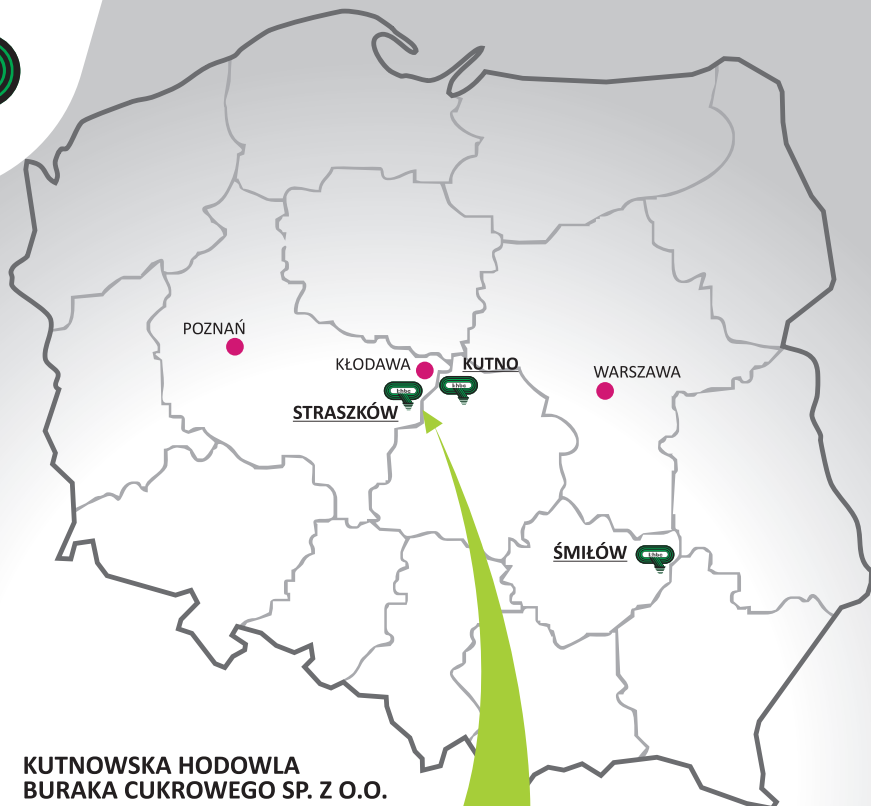 POZNAŃ
KŁODAWA
KUTNO
WARSZAWA
STRASZKÓW
ŚMIŁÓW
KUTNOWSKA HODOWLA
BURAKA CUKROWEGO SP. Z O.O.